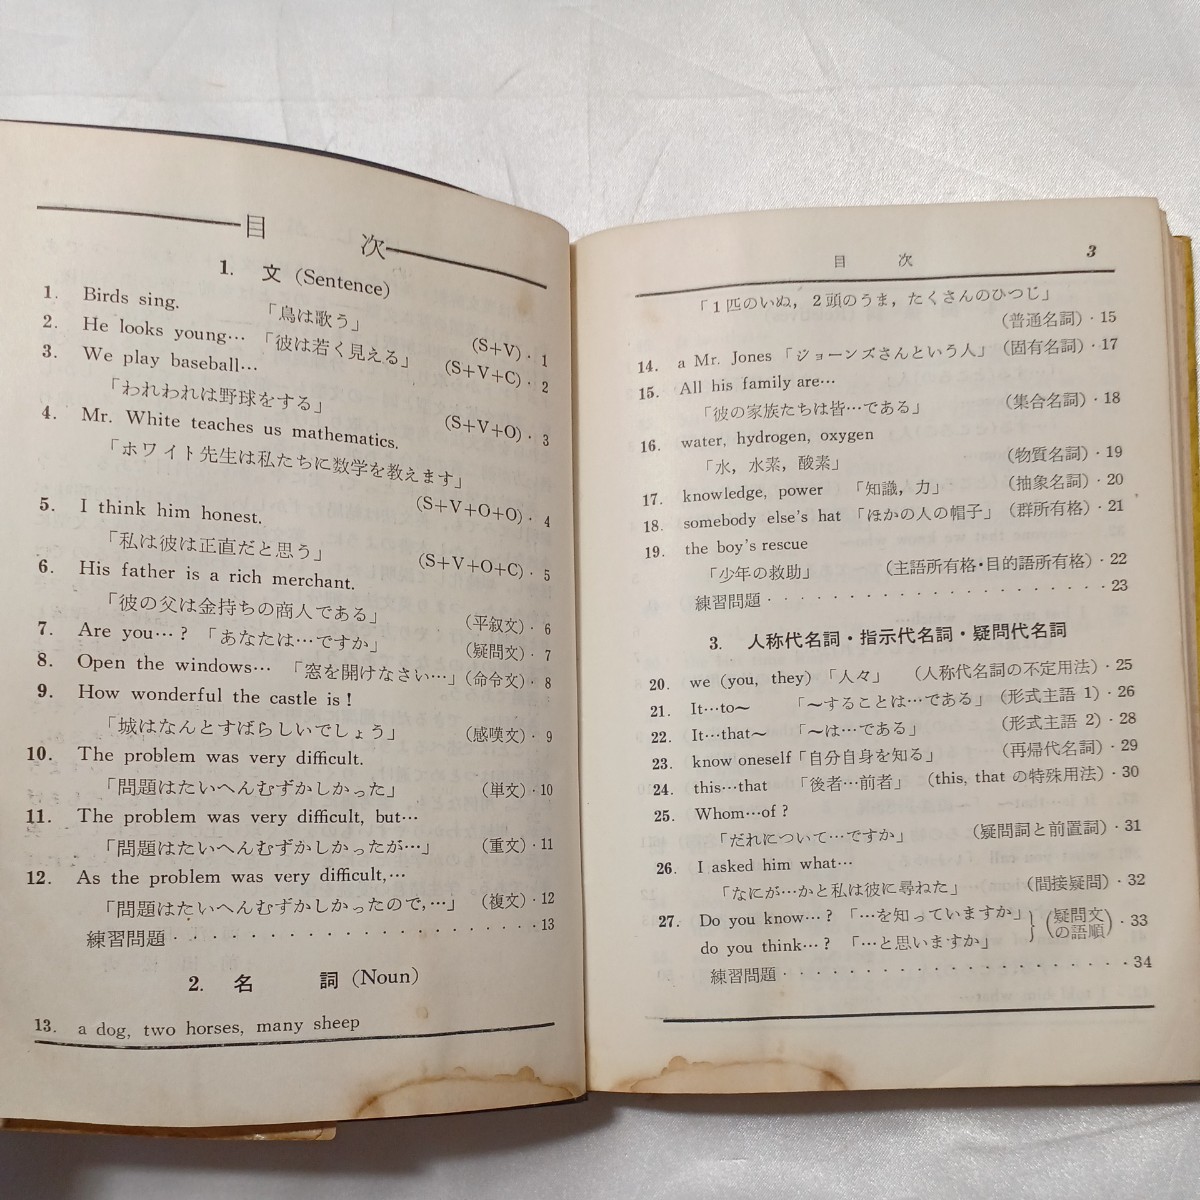 目 次
1. 文 (Sentence)
1. Birds sing. 「鳥は歌う」 (S+V)・1
2. He looks young… 「彼は若く見える」 (S+V+C)・2
3. We play baseball…
「われわれは野球をする」 (S+V+O)・3
4. Mr. White teaches us mathematics.
「ホワイト先生は私たちに数学を教えます」
(S+V+O+O)・4
5. I think him honest.
「私は彼は正直だと思う」 (S+V+O+C)・5
6. His father is a rich merchant.
「彼の父は金持ちの商人である」 (平叙文)・6
7. Are you…? 「あなたは…ですか」 (疑問文)・7
8. Open the windows… 「窓を開けなさい…」(命令文)・8
9. How wonderful the castle is!
「城はなんとすばらしいでしょう」 (感嘆文)・9
10. The problem was very difficult.
「問題はたいへんむずかしかった」 (単文)・10
11. The problem was very difficult, but…
「問題はたいへんむずかしかったが…」 (重文)・11
12. As the problem was very difficult,…
「問題はたいへんむずかしかったので,…」 (複文)・12
練習問題・・・・・・・・・・・・・・・・・・13
2. 名 詞 (Noun)
13. a dog, two horses, many sheep
目 次 3
「1匹のいぬ, 2頭のうま, たくさんのひつじ」
(普通名詞)・15
14. a Mr. Jones 「ジョーンズさんという人」 (固有名詞)・17
15. All his family are…
「彼の家族たちは皆…である」 (集合名詞)・18
16. water, hydrogen, oxygen
「水, 水素, 酸素」 (物質名詞)・19
17. knowledge, power 「知識, 力」 (抽象名詞)・20
18. somebody else's hat 「ほかの人の帽子」 (群所有格)・21
19. the boy's rescue
「少年の救助」 (主語所有格・目的語所有格)・22
練習問題・・・・・・・・・・・・・・・・・・23
3. 人称代名詞・指示代名詞・疑問代名詞
20. we (you, they) 「人々」 (人称代名詞の不定用法)・25
21. It…to～ 「～することは…である」 (形式主語 1)・26
22. It…that～ 「～は…である」 (形式主語 2)・28
23. know oneself「自分自身を知る」 (再帰代名詞)・29
24. this…that 「後者…前者」 (this, that の特殊用法)・30
25. Whom…of?
「だれについて…ですか」 (疑問詞と前置詞)・31
26. I asked him what…
「なにが…かと私は彼に尋ねた」 (間接疑問)・32
27. Do you know…? 「…を知っていますか」 (疑問文の語順)・33
do you think…? 「…と思いますか」
練習問題・・・・・・・・・・・・・・・・・・34